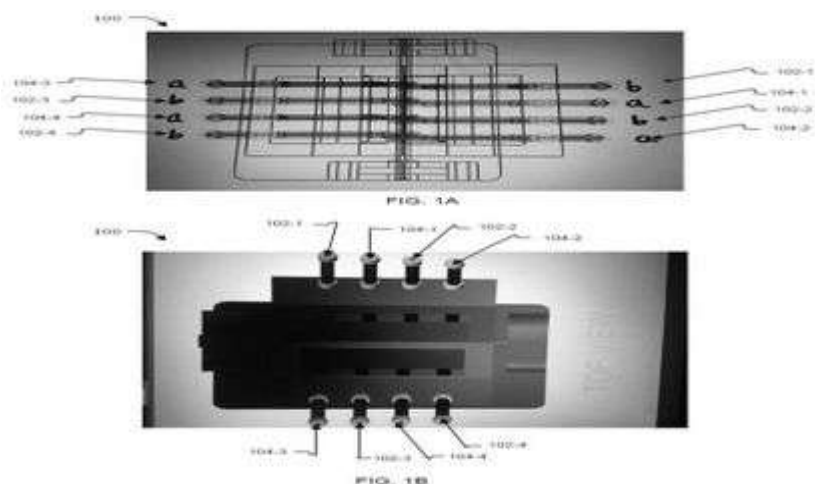 100
104-3 a b 102-1
102-3 b a 104-1
104-4 a b 102-2
102-4 b a 104-2
FIG. 1A
100
102-1 104-1 102-2 104-2
104-3 102-3 104-4 102-4
FIG. 1B